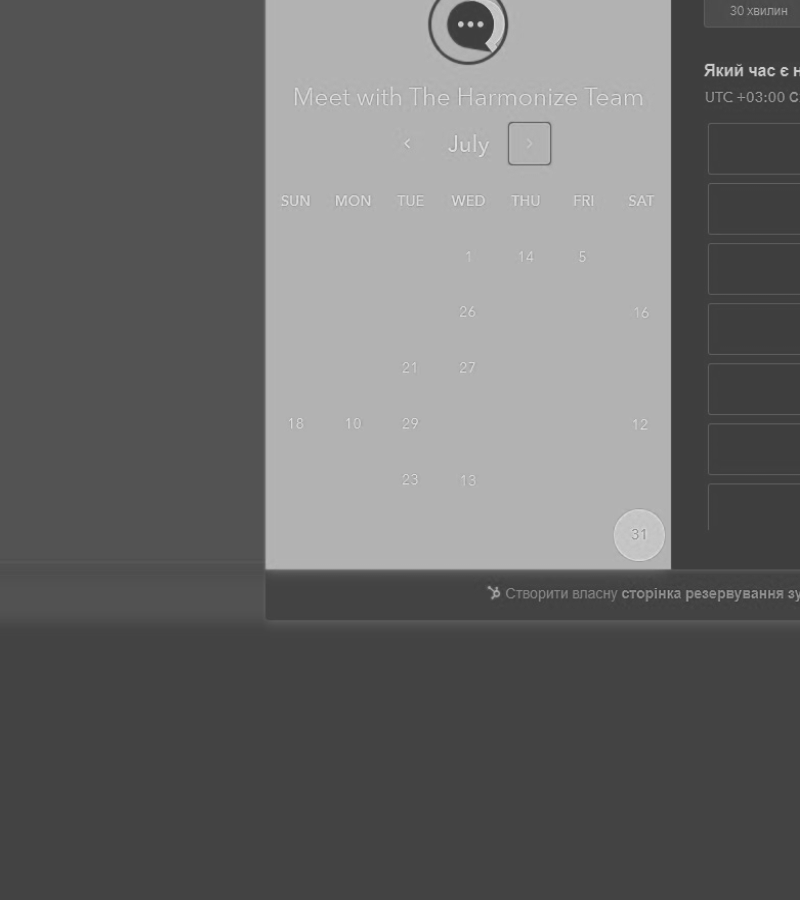 Meet with The Harmonize Team
July
SUN MON TUE WED THU FRI SAT
1 14 5
26 16
21 27
18 10 29 12
23 13
31
30 хвилин
Який час є
UTC +03:00
Створити власну сторінка резервування